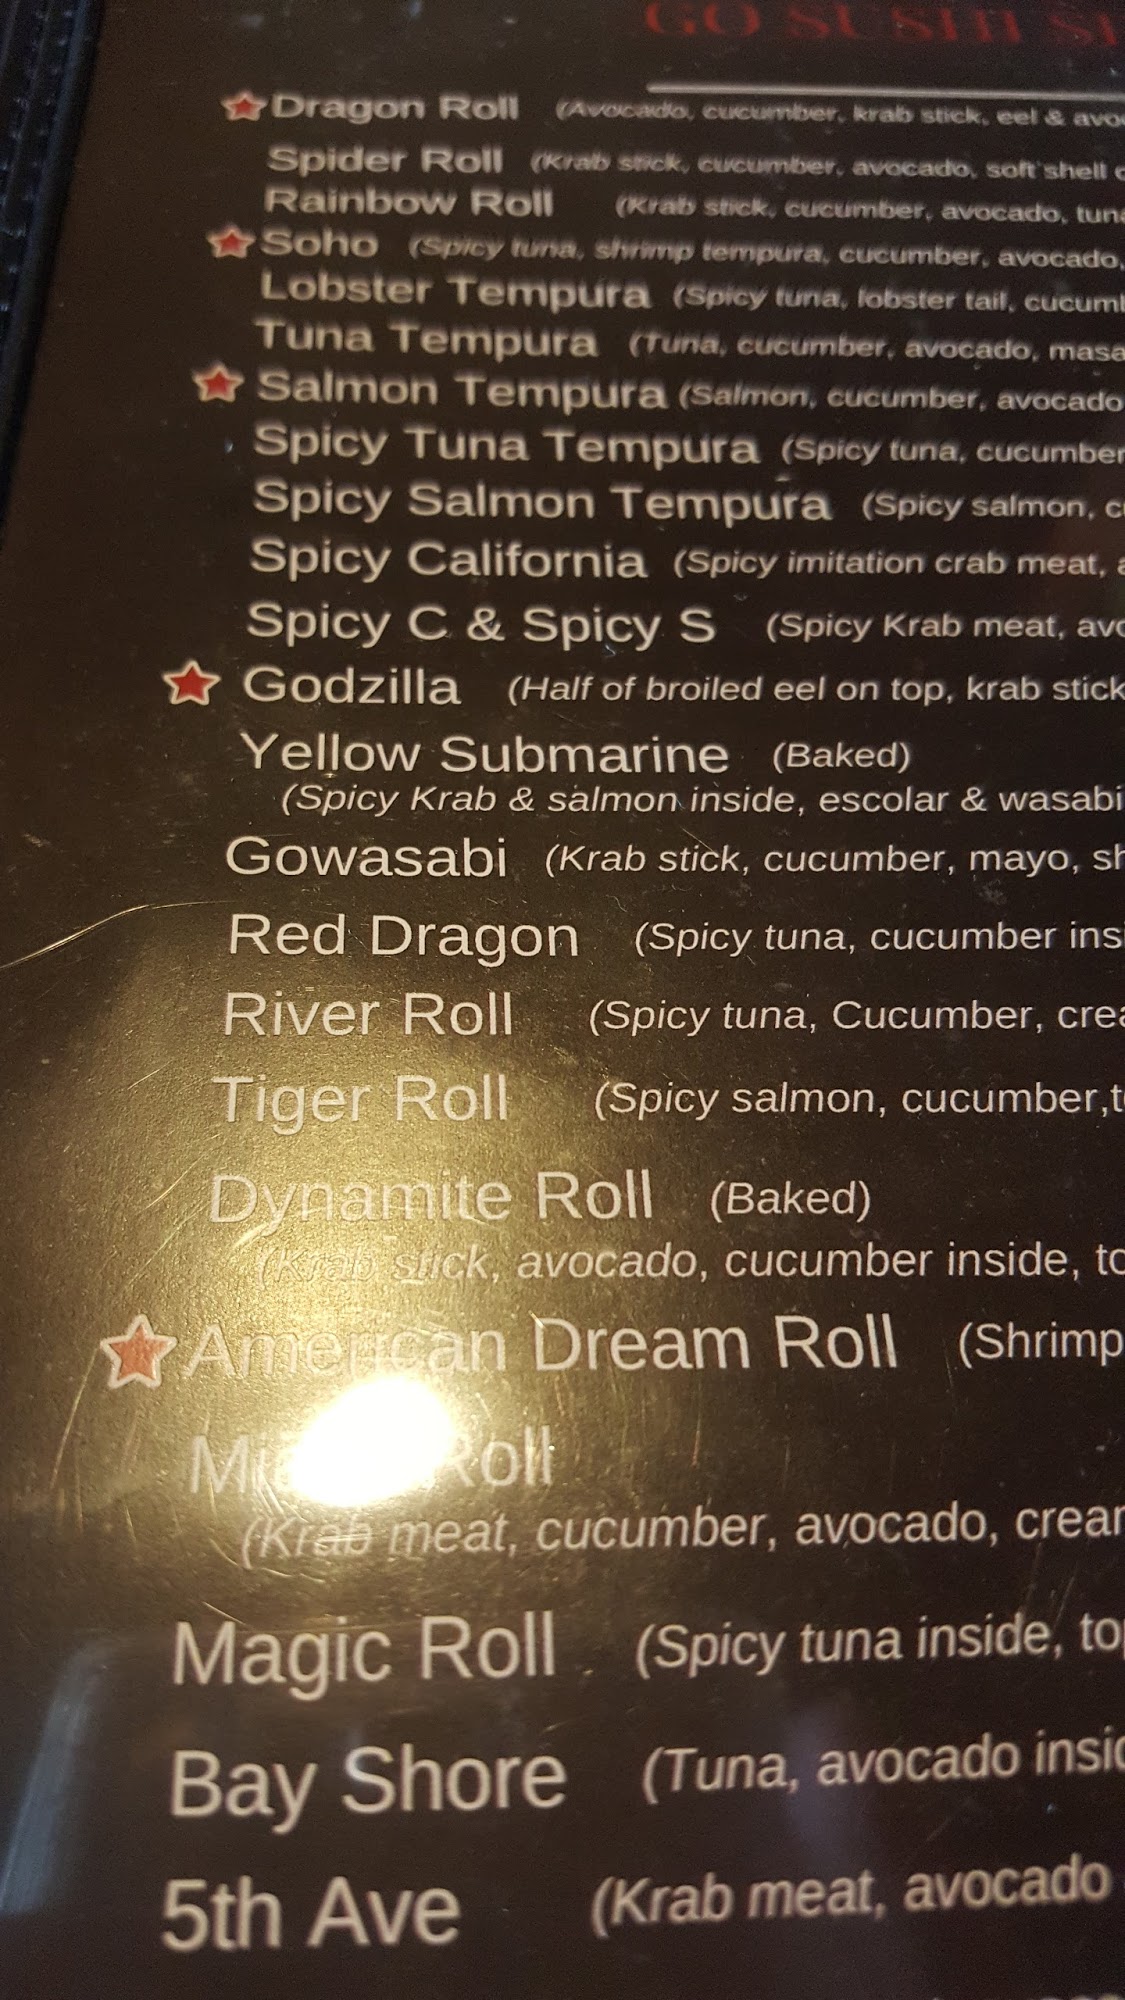 GO SUSHI
Dragon Roll (Avocado, cucumber, krab stick, eel &
Spider Roll (Krab stick, cucumber, avocado, soft shell
Rainbow Roll (Krab stick, cucumber, avocado,
Soho (Spicy tuna, shrimp tempura, cucumber, avocado,
Lobster Tempura (Spicy tuna, lobster tail,
Tuna Tempura (Tuna, cucumber, avocado,
Salmon Tempura (Salmon, cucumber, avocado
Spicy Tuna Tempura (Spicy tuna, cucumber
Spicy Salmon Tempura (Spicy salmon,
Spicy California (Spicy imitation crab meat,
Spicy C & Spicy S (Spicy Krab meat,
Godzilla (Half of broiled eel on top, krab stick
Yellow Submarine (Baked)
(Spicy Krab & salmon inside, escolar & wasabi
Gowasabi (Krab stick, cucumber, mayo,
Red Dragon (Spicy tuna, cucumber
River Roll (Spicy tuna, Cucumber,
Tiger Roll (Spicy salmon, cucumber,
Dynamite Roll (Baked)
(Krab stick, avocado, cucumber inside,
American Dream Roll (Shrimp
Roll
(Krab meat, cucumber, avocado,
Magic Roll (Spicy tuna inside,
Bay Shore (Tuna, avocado
5th Ave (Krab meat, avocado